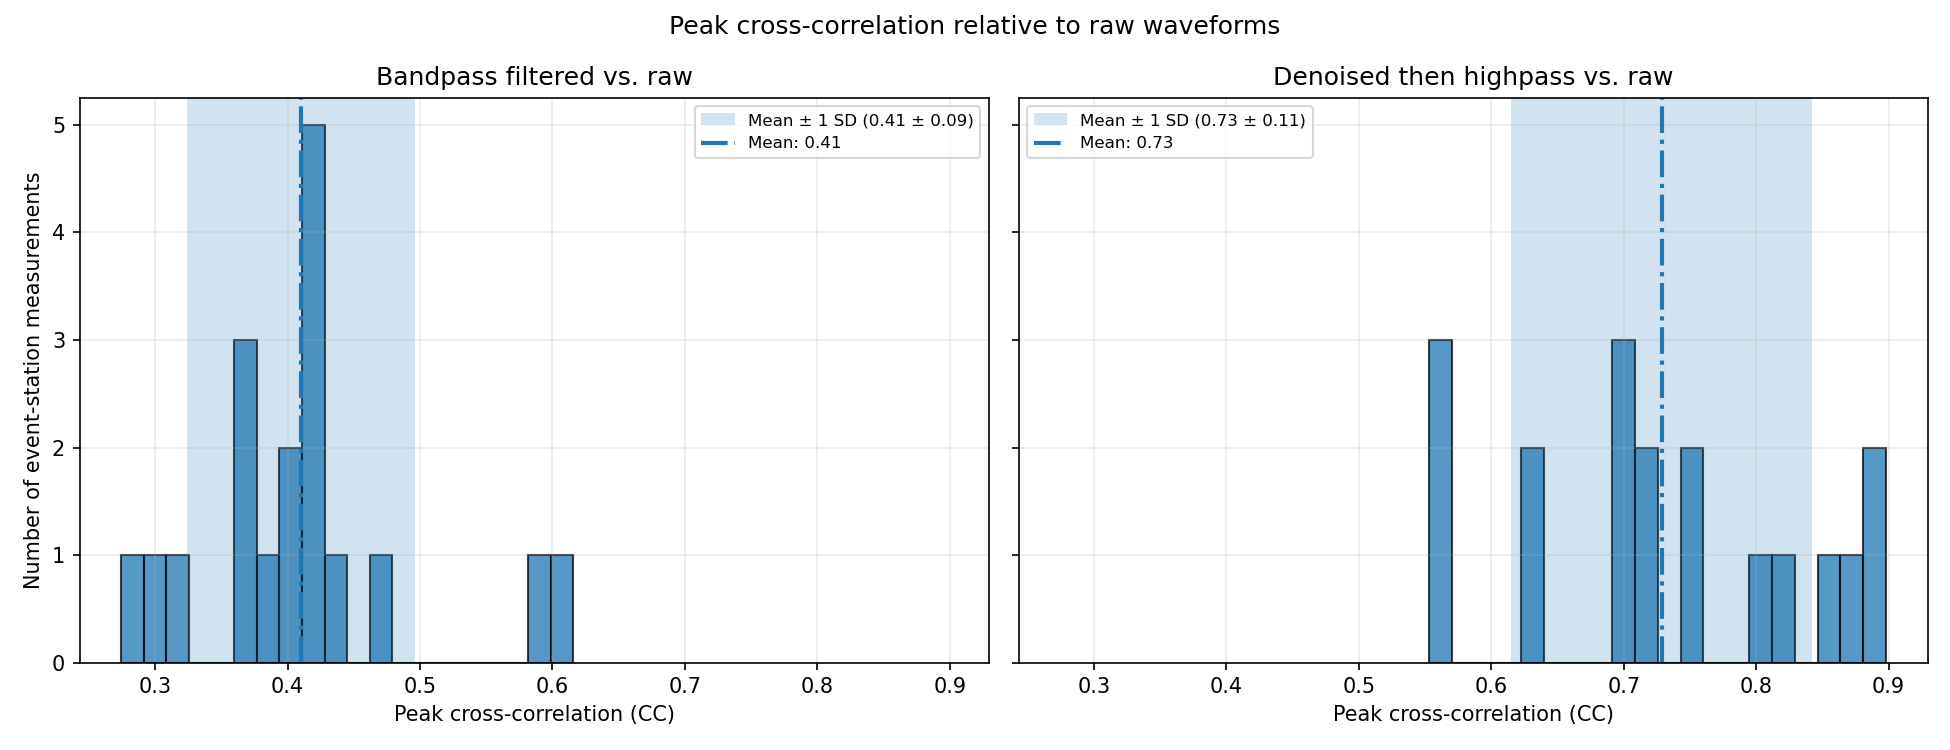 Peak cross-correlation relative to raw waveforms
Bandpass filtered vs. raw
Mean ± 1 SD (0.41 ± 0.09)
Mean: 0.41
Number of event-station measurements
5
4
3
2
1
0
0.3 0.4 0.5 0.6 0.7 0.8 0.9
Peak cross-correlation (CC)
Denoised then highpass vs. raw
Mean ± 1 SD (0.73 ± 0.11)
Mean: 0.73
0.3 0.4 0.5 0.6 0.7 0.8 0.9
Peak cross-correlation (CC)